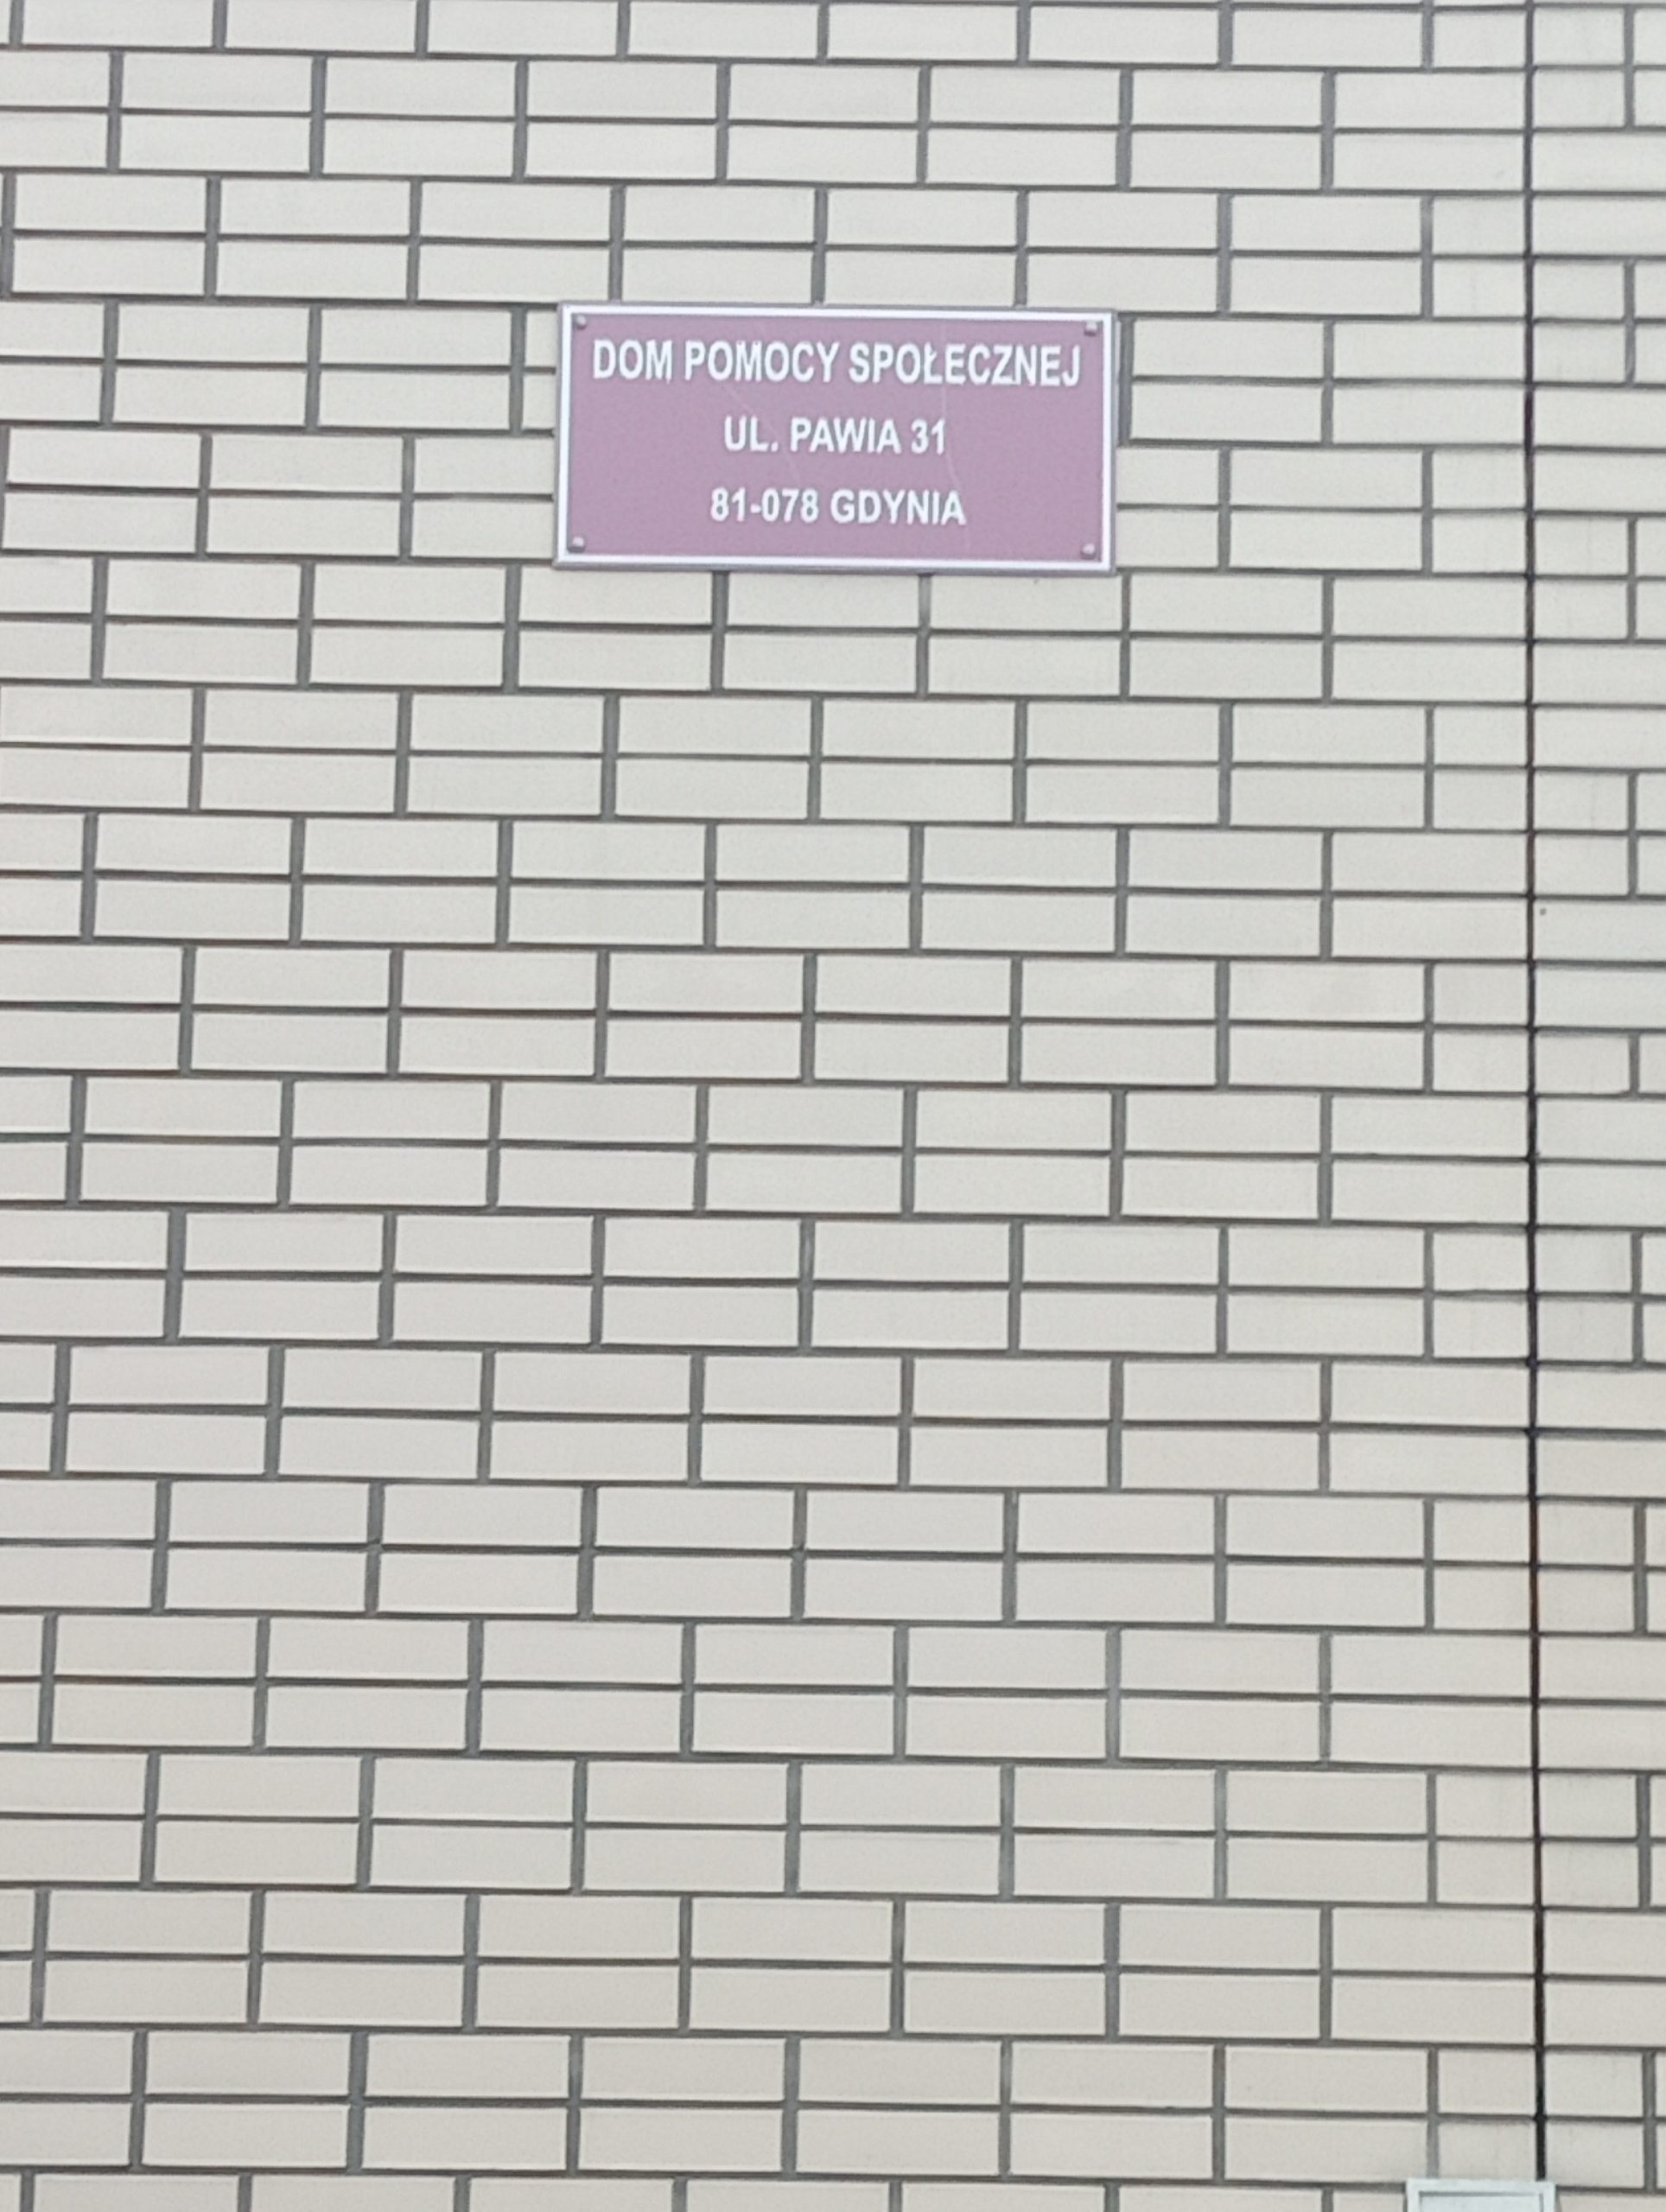 DOM POMOCY SPOŁECZNEJ
UL. PAWIA 31
81-078 GDYNIA